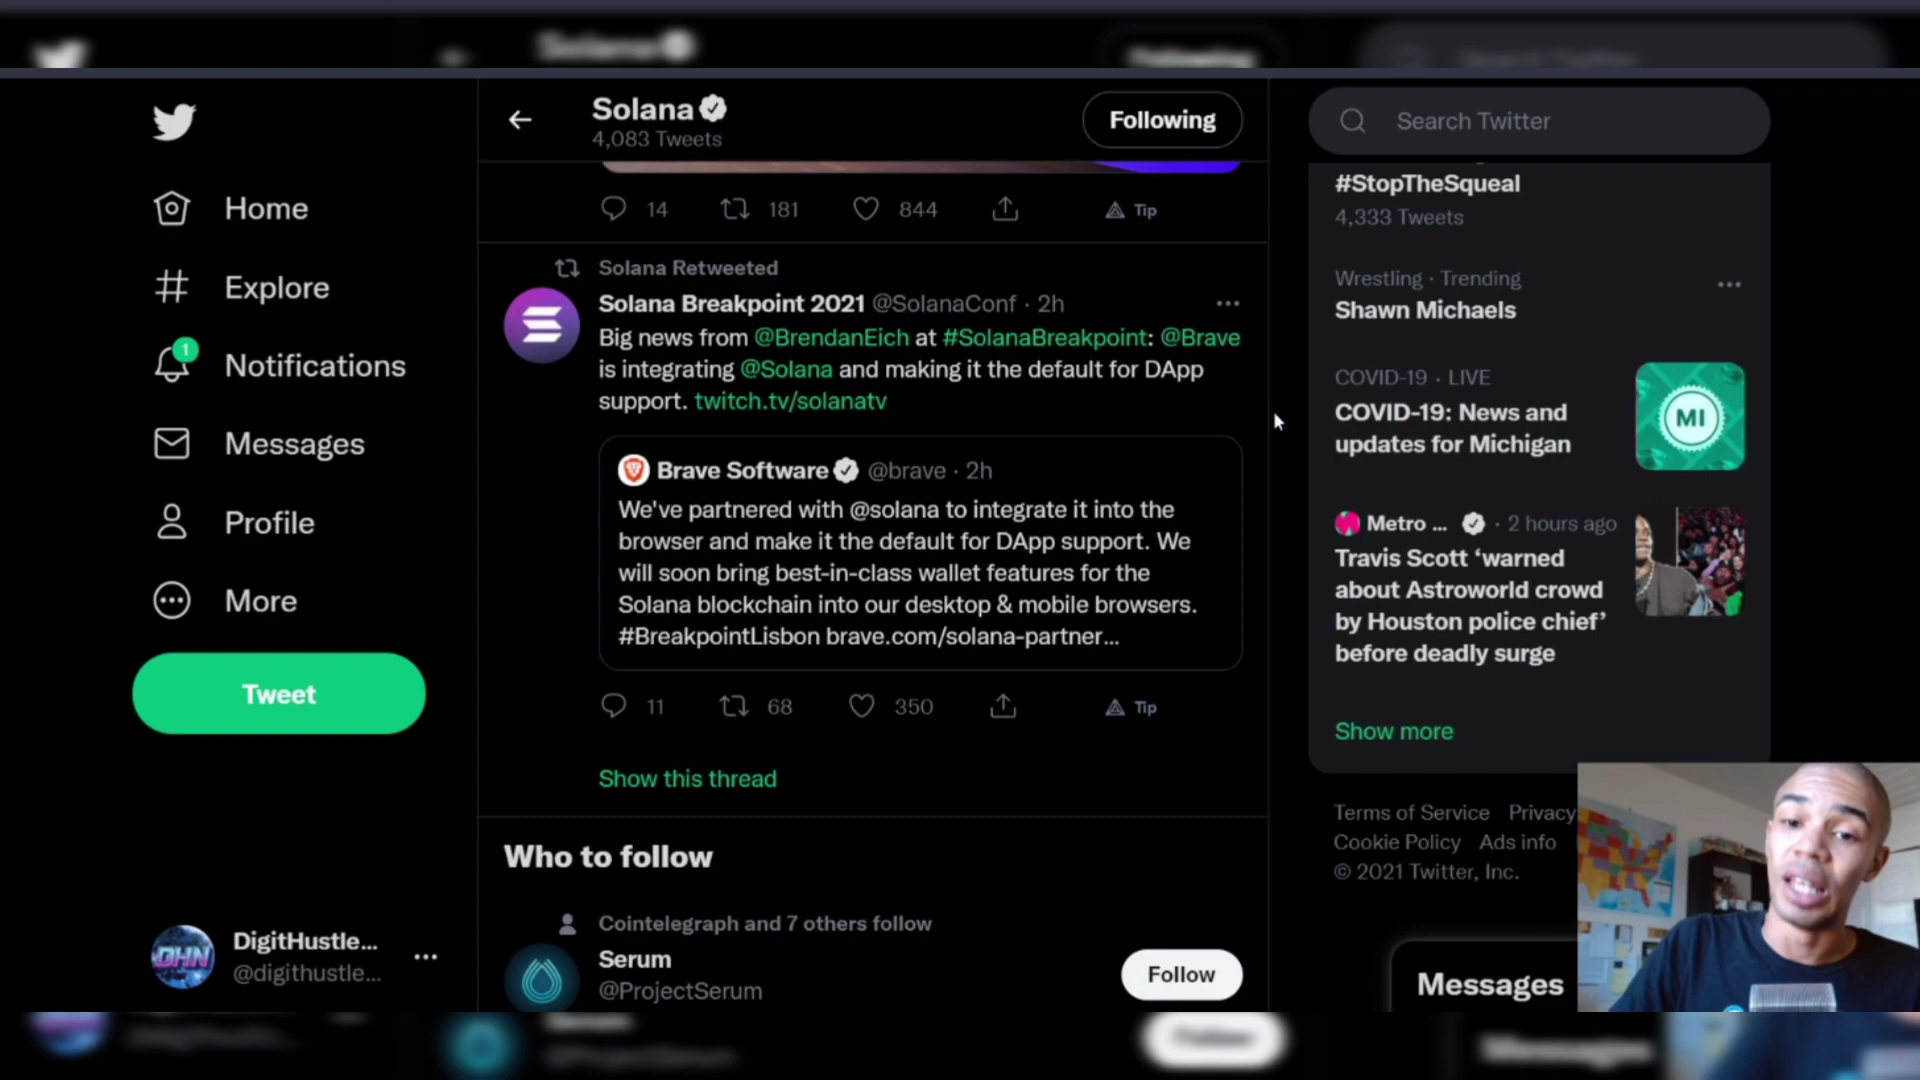 Solana
4,083 Tweets
Following
Search Twitter
Home
Explore
1
Notifications
Messages
Profile
More
Tweet
DigitHustle...
@digithustle...
DHN
14 181 844 Tip
Solana Retweeted
Solana Breakpoint 2021 @SolanaConf · 2h
Big news from @BrendanEich at #SolanaBreakpoint: @Brave
is integrating @Solana and making it the default for DApp
support. twitch.tv/solanatv
Brave Software @brave · 2h
We've partnered with @solana to integrate it into the
browser and make it the default for DApp support. We
will soon bring best-in-class wallet features for the
Solana blockchain into our desktop & mobile browsers.
#BreakpointLisbon brave.com/solana-partner...
11 68 350 Tip
Show this thread
Who to follow
Cointelegraph and 7 others follow
Serum
@ProjectSerum
Follow
#StopTheSqueal
4,333 Tweets
Wrestling · Trending
Shawn Michaels
COVID-19 · LIVE
COVID-19: News and
updates for Michigan
MI
Metro ... · 2 hours ago
Travis Scott ‘warned
about Astroworld crowd
by Houston police chief’
before deadly surge
Show more
Terms of Service Privacy
Cookie Policy Ads info
© 2021 Twitter, Inc.
Messages